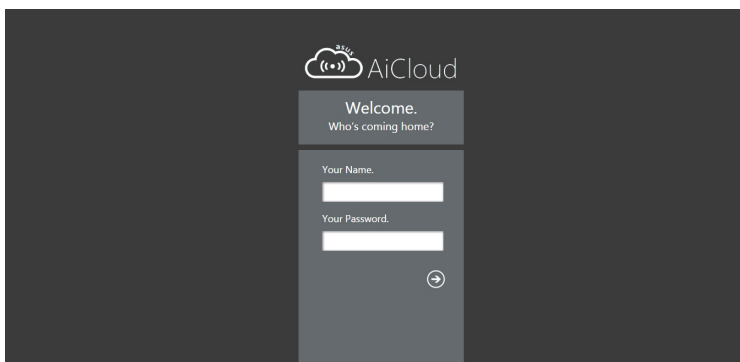 asus
AiCloud
Welcome.
Who's coming home?
Your Name.
Your Password.